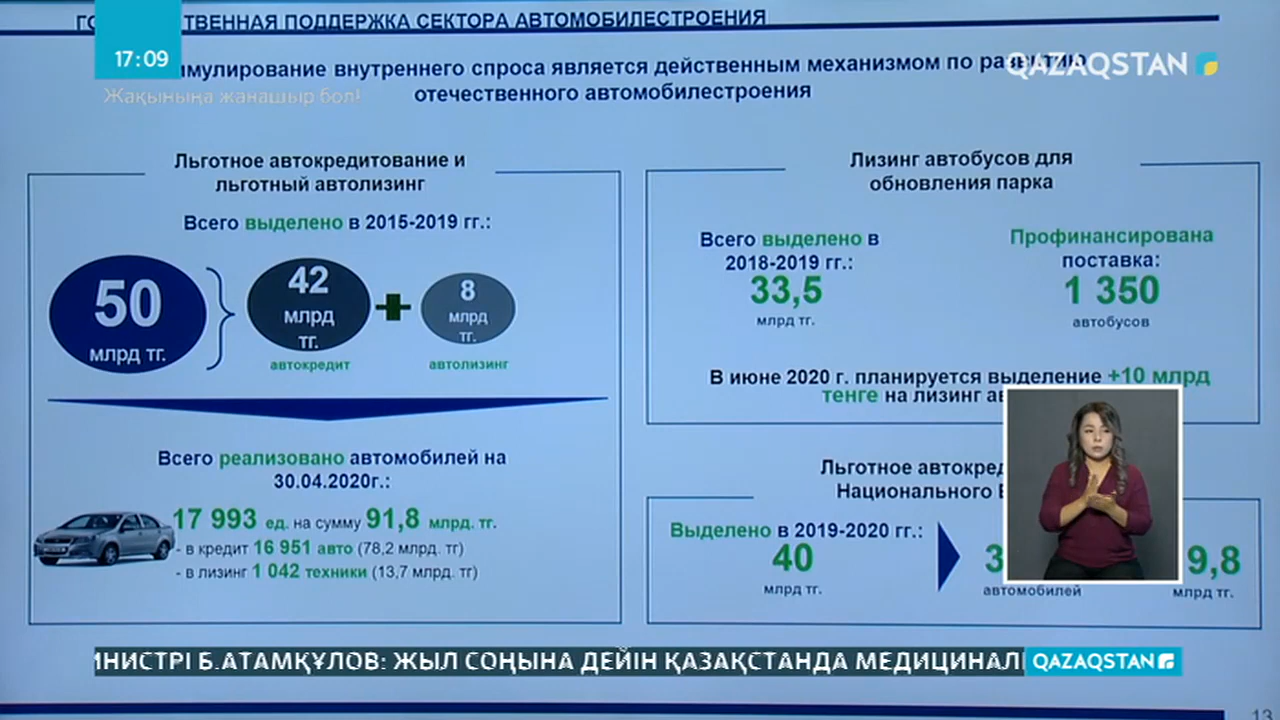 ГО ТВЕННАЯ ПОДДЕРЖКА СЕКТОРА АВТОМОБИЛЕСТРОЕНИЯ
17:09
QAZAQSTAN
имулирование внутреннего спроса является действенным механизмом по развитию
отечественного автомобилестроения
Жақыныңа жанашыр бол!
Льготное автокредитование и
льготный автолизинг
Всего выделено в 2015-2019 гг.:
50
млрд тг.
42
млрд
тг.
8
млрд
тг.
автокредит
автолизинг
Всего реализовано автомобилей на
30.04.2020г.:
17 993 ед. на сумму 91,8 млрд. тг.
- в кредит 16 951 авто (78,2 млрд. тг)
- в лизинг 1 042 техники (13,7 млрд. тг)
Лизинг автобусов для
обновления парка
Всего выделено в
2018-2019 гг.:
33,5
млрд тг.
Профинансирована
поставка:
1 350
автобусов
В июне 2020 г. планируется выделение +10 млрд
тенге на лизинг ав
Льготное автокред
Национального
Выделено в 2019-2020 гг.:
40
млрд тг.
3
автомобилей
9,8
млрд тг.
ИНИСТРІ Б.АТАМҚҰЛОВ: ЖЫЛ СОҢЫНА ДЕЙІН ҚАЗАҚСТАНДА МЕДИЦИНАЛ
QAZAQSTAN
13